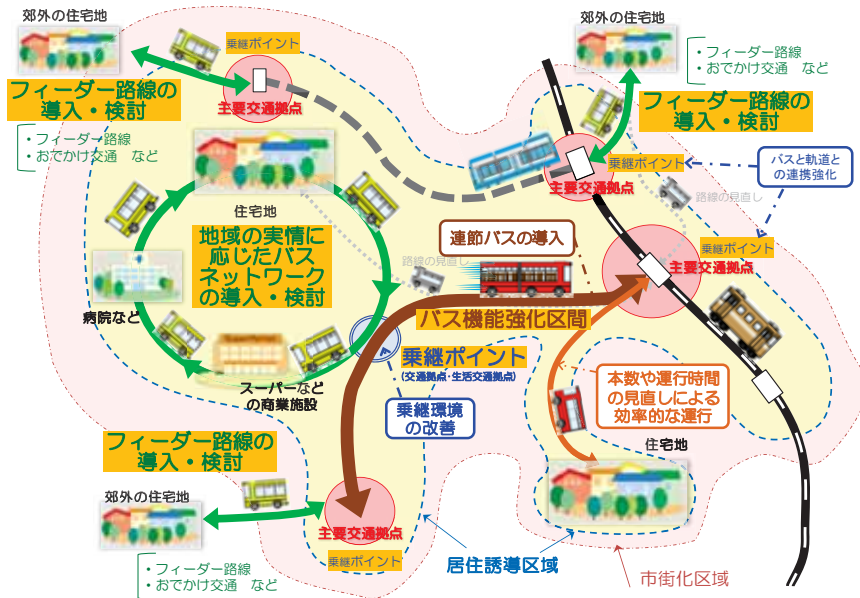 郊外の住宅地
乗継ポイント
フィーダー路線の
導入・検討
・フィーダー路線
・おでかけ交通 など
主要交通拠点
郊外の住宅地
・フィーダー路線
・おでかけ交通 など
フィーダー路線の
導入・検討
乗継ポイント
主要交通拠点
バスと軌道と
の連携強化
路線の見直し
乗継ポイント
主要交通拠点
住宅地
地域の実情に
応じたバス
ネットワーク
の導入・検討
病院など
スーパーなど
の商業施設
連節バスの導入
路線の見直し
バス機能強化区間
乗継ポイント
(交通拠点・生活交通拠点)
乗継環境
の改善
本数や運行時間
の見直しによる
効率的な運行
住宅地
フィーダー路線の
導入・検討
郊外の住宅地
・フィーダー路線
・おでかけ交通 など
主要交通拠点
乗継ポイント
居住誘導区域
市街化区域